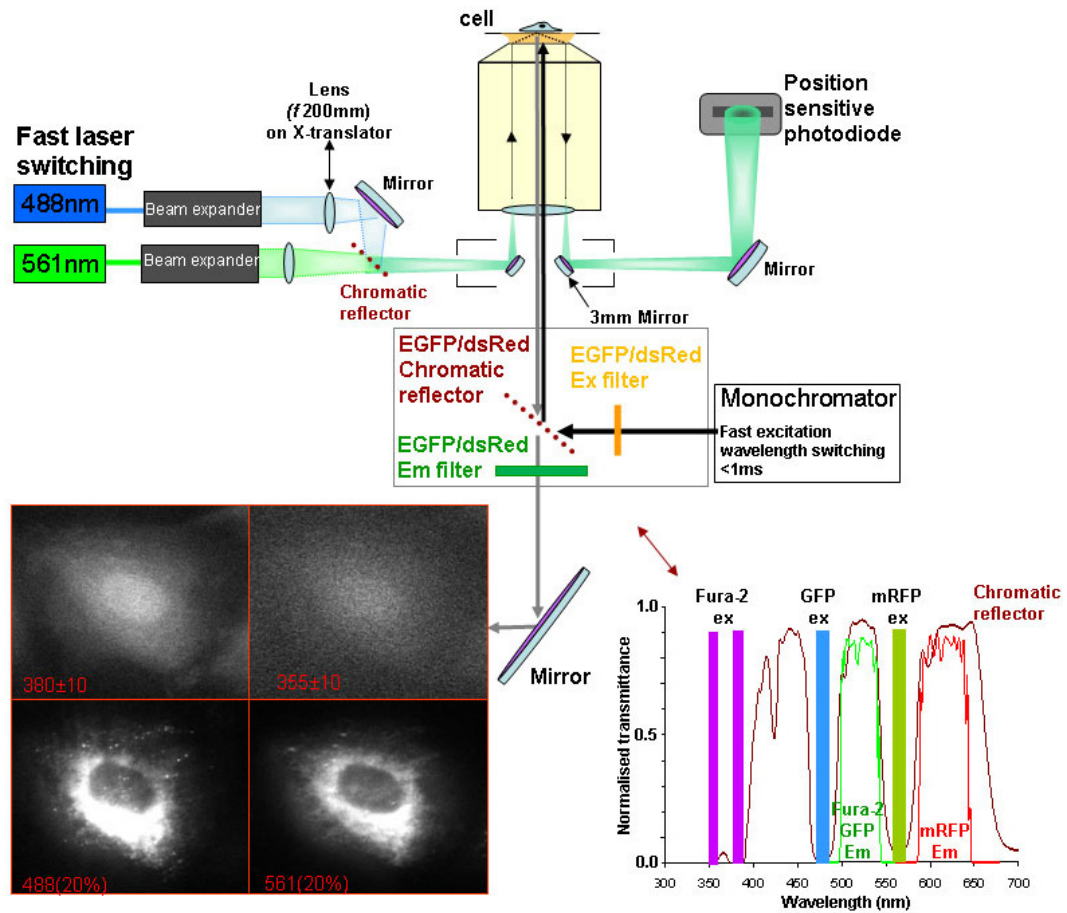 cell
Lens
(f 200mm)
on X-translator
Position
sensitive
photodiode
Fast laser
switching
Mirror
488nm
Beam expander
561nm
Beam expander
Chromatic
reflector
Mirror
3mm Mirror
EGFP/dsRed
Chromatic
reflector
EGFP/dsRed
Ex filter
Monochromator
Fast excitation
wavelength switching
<1ms
EGFP/dsRed
Em filter
Mirror
380±10
355±10
488(20%)
561(20%)
Fura-2
ex
GFP
ex
mRFP
ex
Chromatic
reflector
Normalised transmittance
1.0
0.5
0.0
Fura-2
GFP
Em
mRFP
Em
300 350 400 450 500 550 600 650 700
Wavelength (nm)